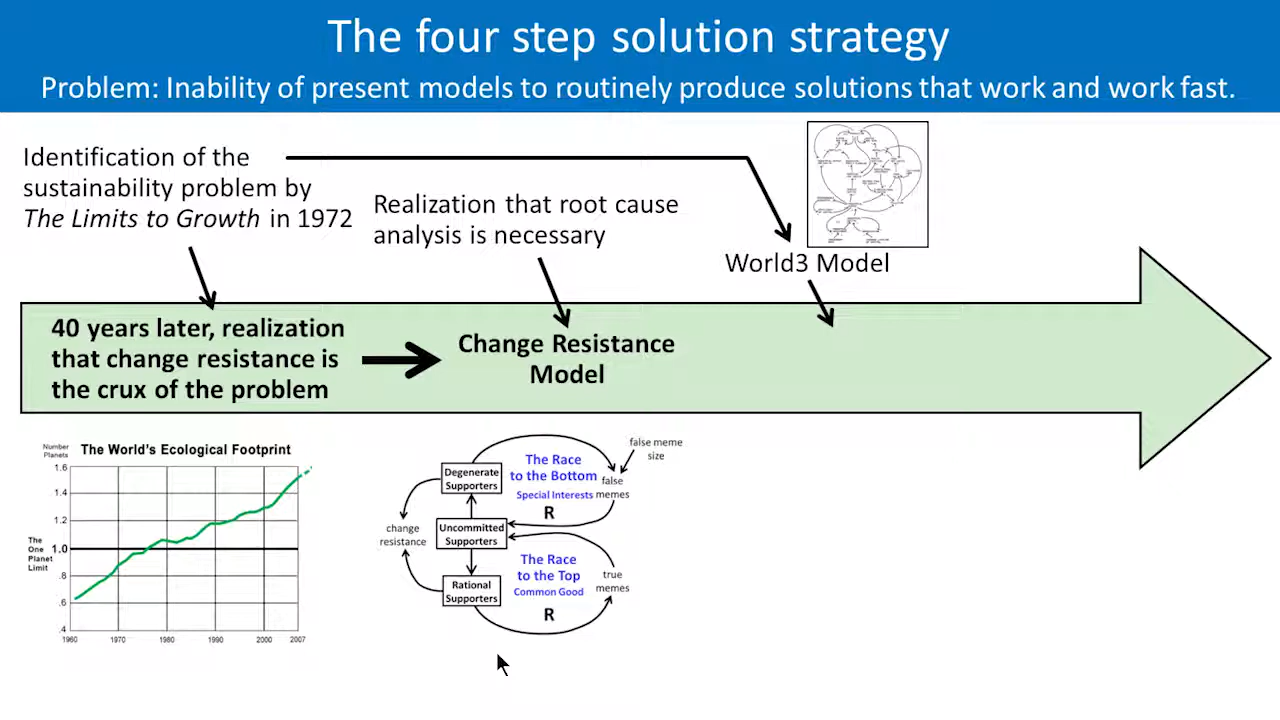 The four step solution strategy
Problem: Inability of present models to routinely produce solutions that work and work fast.
Identification of the
sustainability problem by
The Limits to Growth in 1972
Realization that root cause
analysis is necessary
World3 Model
40 years later, realization
that change resistance is
the crux of the problem
Change Resistance
Model
Number
Planets
The World's Ecological Footprint
1.6
1.4
1.2
The
One
Planet
Limit
1.0
.8
.6
.4
1960
1970
1980
1990
2000
2007
Degenerate
Supporters
The Race
to the Bottom
Special Interests
R
false meme
size
false
memes
change
resistance
Uncommitted
Supporters
The Race
to the Top
Common Good
R
Rational
Supporters
true
memes